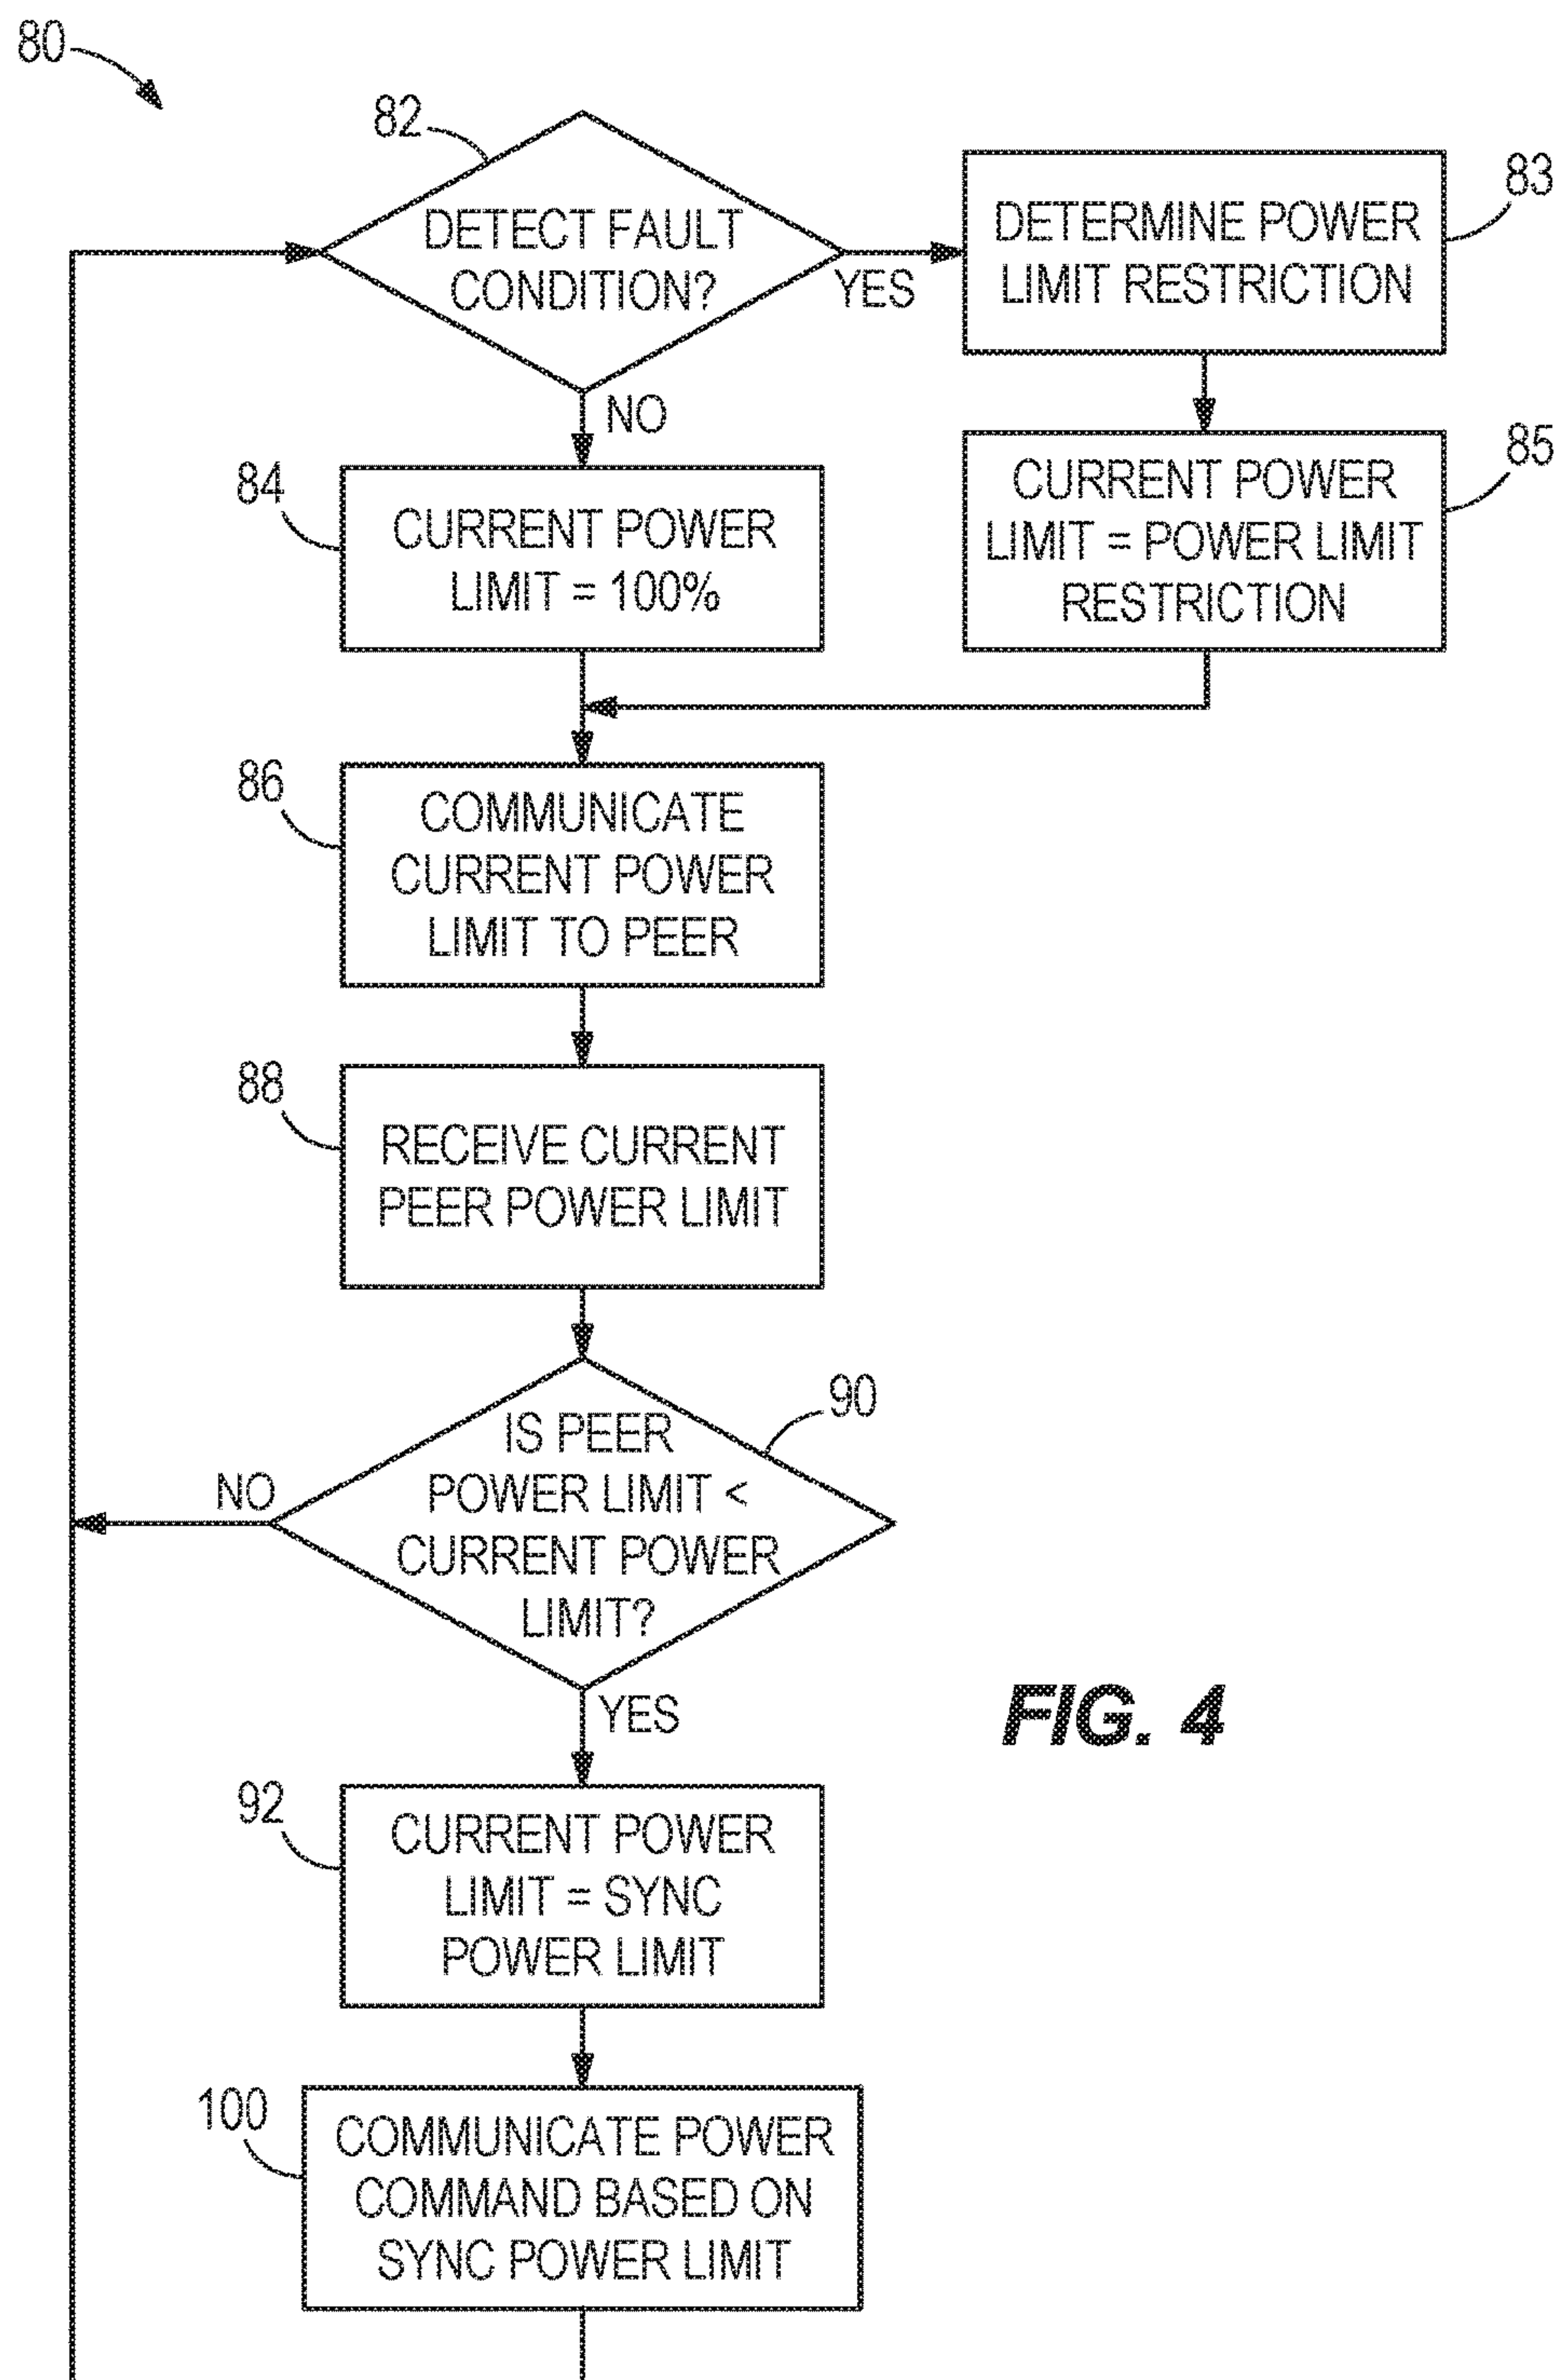 80
82
DETECT FAULT
CONDITION?
YES
83
DETERMINE POWER
LIMIT RESTRICTION
NO
84
CURRENT POWER
LIMIT = 100%
85
CURRENT POWER
LIMIT = POWER LIMIT
RESTRICTION
86
COMMUNICATE
CURRENT POWER
LIMIT TO PEER
88
RECEIVE CURRENT
PEER POWER LIMIT
90
IS PEER
POWER LIMIT <
CURRENT POWER
LIMIT?
NO
YES
FIG. 4
92
CURRENT POWER
LIMIT = SYNC
POWER LIMIT
100
COMMUNICATE POWER
COMMAND BASED ON
SYNC POWER LIMIT